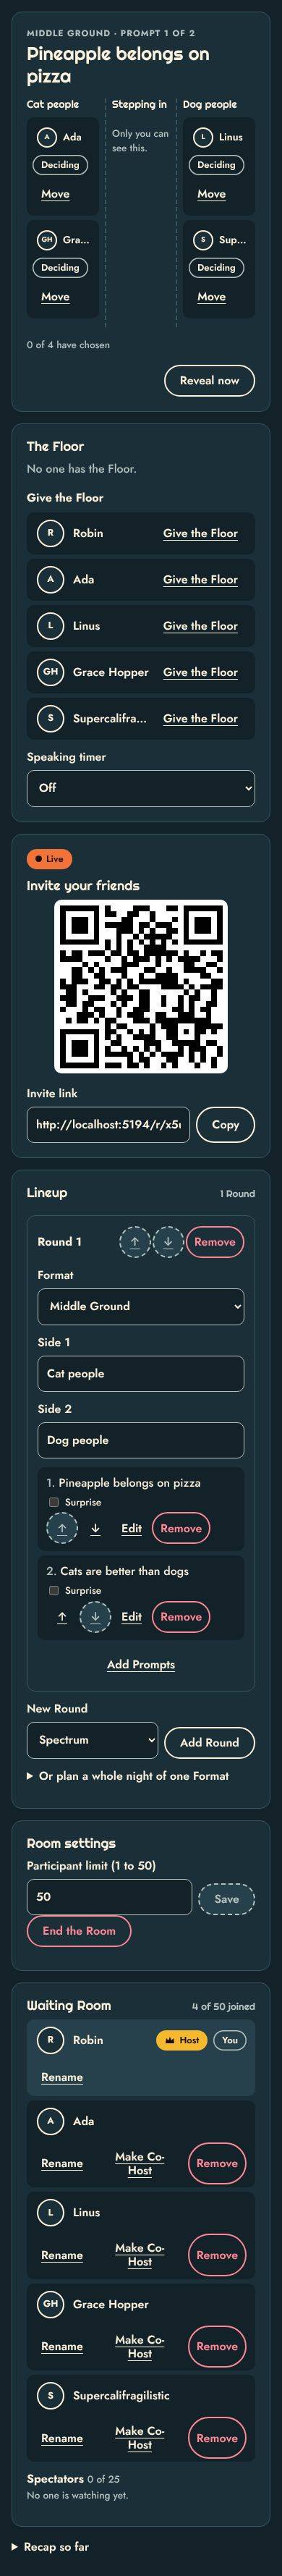 MIDDLE GROUND · PROMPT 1 OF 2
Pineapple belongs on
pizza
Cat people
Stepping in
Dog people
A
Ada
Deciding
Move
GH
Gra...
Deciding
Move
Only you can
see this.
L
Linus
Deciding
Move
S
Sup...
Deciding
Move
0 of 4 have chosen
Reveal now
The Floor
No one has the Floor.
Give the Floor
R Robin Give the Floor
A Ada Give the Floor
L Linus Give the Floor
GH Grace Hopper Give the Floor
S Supercalifra... Give the Floor
Speaking timer
Off
Live
Invite your friends
Invite link
http://localhost:5194/r/x5 Copy
Lineup 1 Round
Round 1 ↑ ↓ Remove
Format
Middle Ground
Side 1
Cat people
Side 2
Dog people
1. Pineapple belongs on pizza
Surprise
↑ ↓ Edit Remove
2. Cats are better than dogs
Surprise
↑ ↓ Edit Remove
Add Prompts
New Round
Spectrum Add Round
Or plan a whole night of one Format
Room settings
Participant limit (1 to 50)
50 Save
End the Room
Waiting Room 4 of 50 joined
R Robin Host You
Rename
A Ada
Rename Make Co-
Host Remove
L Linus
Rename Make Co-
Host Remove
GH Grace Hopper
Rename Make Co-
Host Remove
S Supercalifragilistic
Rename Make Co-
Host Remove
Spectators 0 of 25
No one is watching yet.
Recap so far